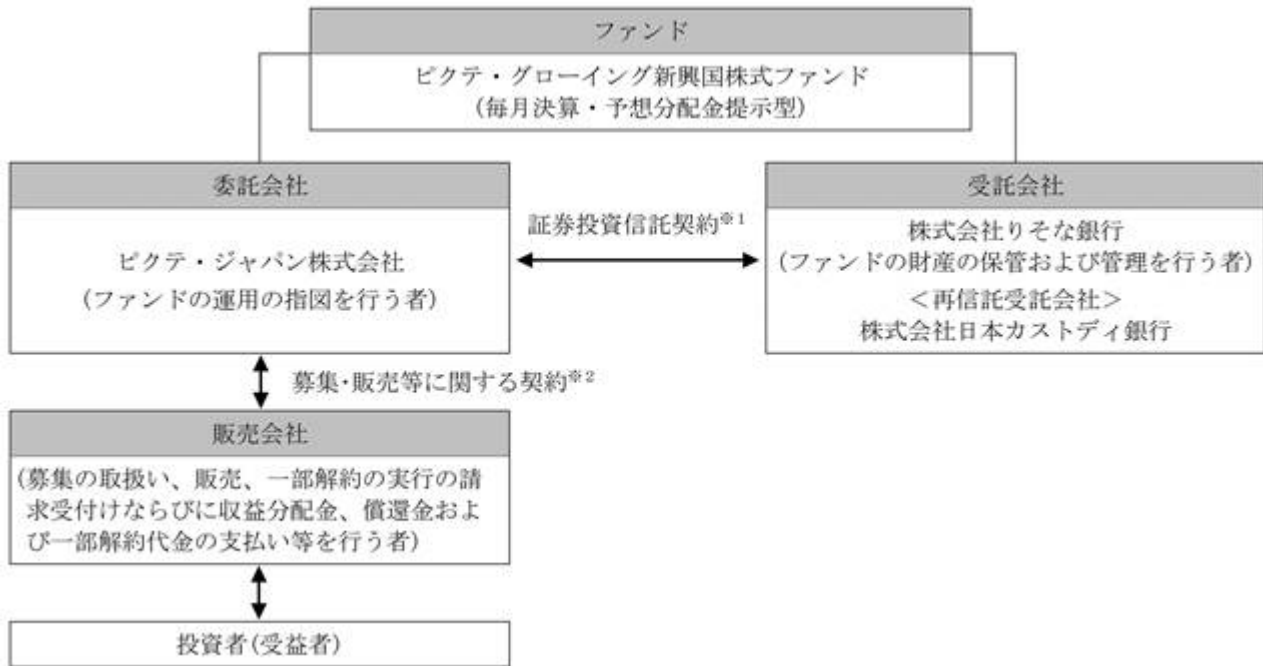 ファンド
ピクテ・グローイング新興国株式ファンド
(毎月決算・予想分配金提示型)
委託会社
ピクテ・ジャパン株式会社
(ファンドの運用の指図を行う者)
証券投資信託契約※1
受託会社
株式会社りそな銀行
(ファンドの財産の保管および管理を行う者)
＜再信託受託会社＞
株式会社日本カストディ銀行
募集･販売等に関する契約※2
販売会社
(募集の取扱い、販売、一部解約の実行の請
求受付けならびに収益分配金、償還金およ
び一部解約代金の支払い等を行う者)
投資者(受益者)